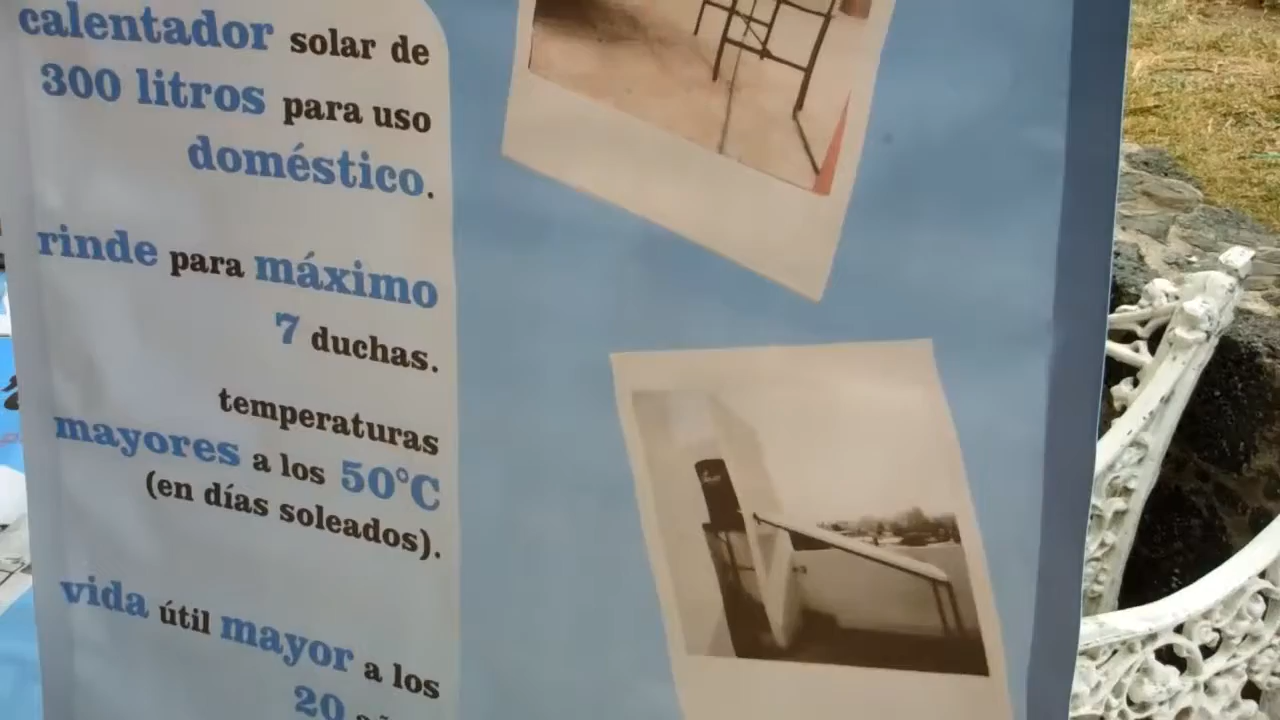 calentador solar de
300 litros para uso
doméstico.
rinde para máximo
7 duchas.
temperaturas
mayores a los 50°C
(en días soleados).
vida útil mayor a los
20